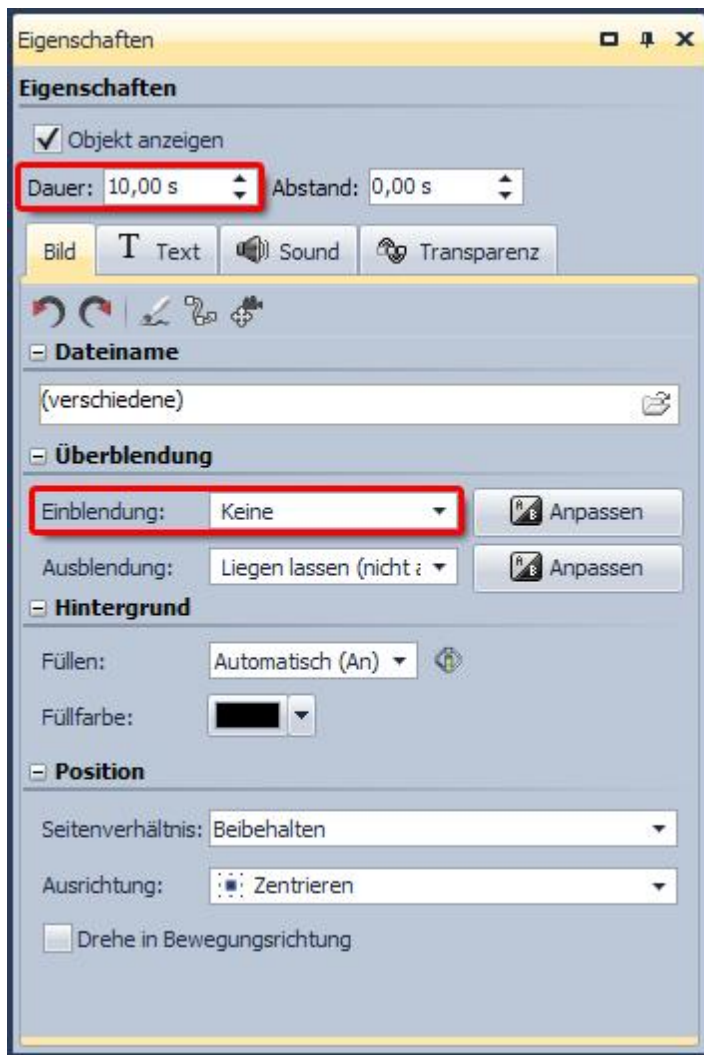 Eigenschaften
Eigenschaften
Objekt anzeigen
Dauer: 10,00 s Abstand: 0,00 s
Bild T Text Sound Transparenz
Dateiname
(verschiedene)
Überblendung
Einblendung: Keine Anpassen
Ausblendung: Liegen lassen (nicht Anpassen
Hintergrund
Füllen: Automatisch (An)
Füllfarbe:
Position
Seitenverhältnis: Beibehalten
Ausrichtung: Zentrieren
Drehe in Bewegungsrichtung